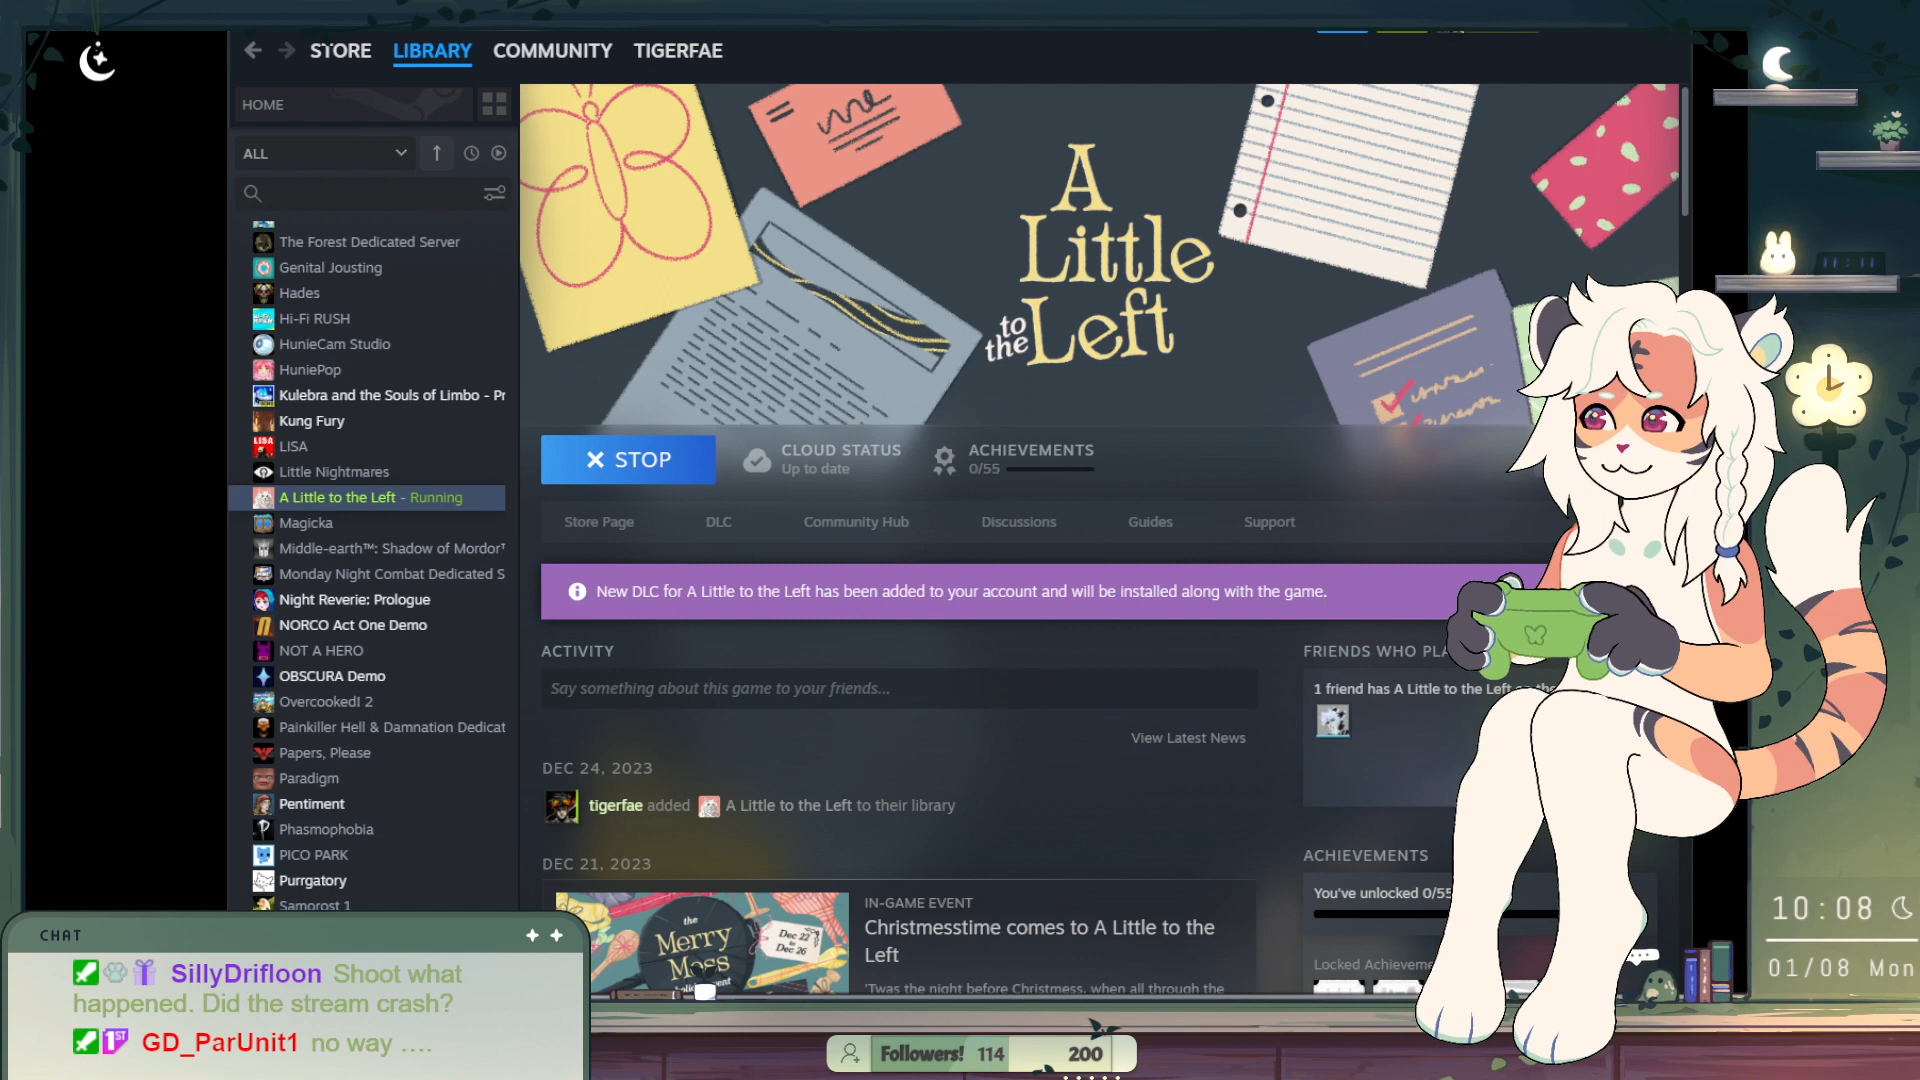 STORE LIBRARY COMMUNITY TIGERFAE
HOME
ALL
The Forest Dedicated Server
Genital Jousting
Hades
Hi-Fi RUSH
HunieCam Studio
HuniePop
Kulebra and the Souls of Limbo - Pr
Kung Fury
LISA
Little Nightmares
A Little to the Left - Running
Magicka
Middle-earth™: Shadow of Mordor™
Monday Night Combat Dedicated S
Night Reverie: Prologue
NORCO Act One Demo
NOT A HERO
OBSCURA Demo
Overcooked! 2
Painkiller Hell & Damnation Dedicat
Papers, Please
Paradigm
Pentiment
Phasmophobia
PICO PARK
Purrgatory
Samorost 1
me
A
Little
to the Left
STOP
CLOUD STATUS
Up to date
ACHIEVEMENTS
0/55
Store Page DLC Community Hub Discussions Guides Support
New DLC for A Little to the Left has been added to your account and will be installed along with the game.
ACTIVITY
Say something about this game to your friends...
View Latest News
DEC 24, 2023
tigerfae added A Little to the Left to their library
DEC 21, 2023
the
Merry
Mess
Dec 22
to
Dec 26
IN-GAME EVENT
Christmesstime comes to A Little to the
Left
'Twas the night before Christmess, when all through the
FRIENDS WHO PLA
1 friend has A Little to the Left
ACHIEVEMENTS
You've unlocked 0/55
Locked Achieveme
11:11
10:08
01/08 Mon
CHAT
SillyDrifloon Shoot what
happened. Did the stream crash?
1ST GD_ParUnit1 no way ....
Followers! 114 200